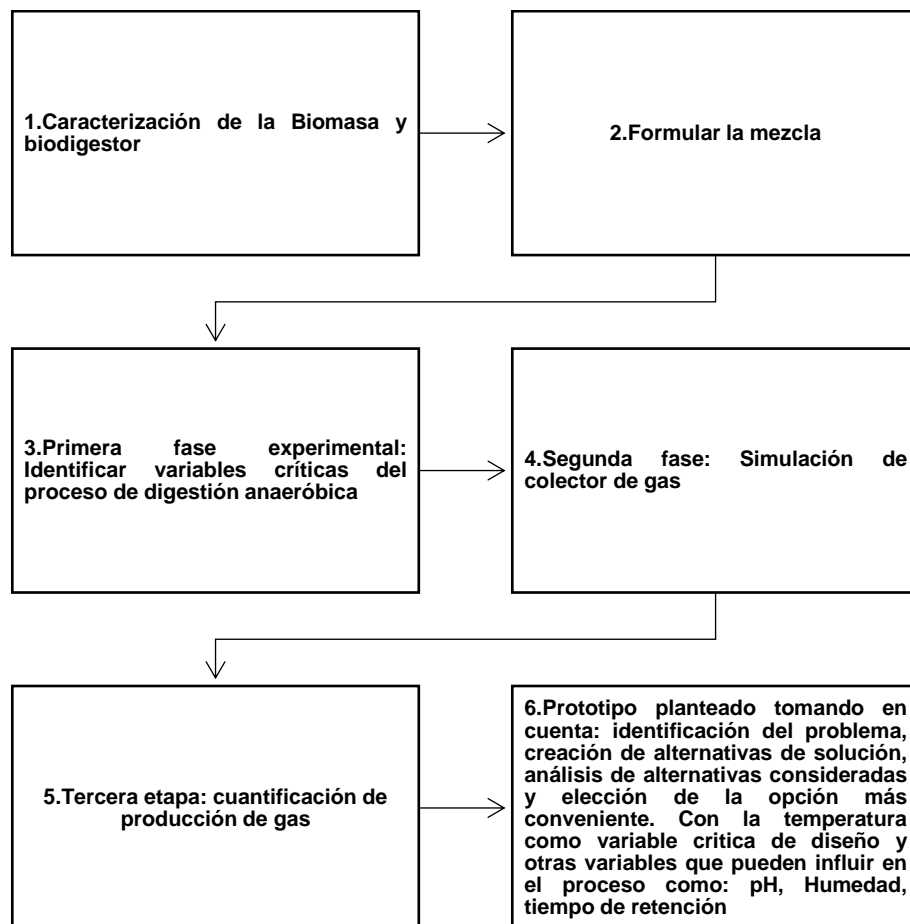 1.Caracterización de la Biomasa y
biodigestor
2.Formular la mezcla
3.Primera fase experimental:
Identificar variables críticas del
proceso de digestión anaeróbica
4.Segunda fase: Simulación de
colector de gas
5.Tercera etapa: cuantificación de
producción de gas
6.Prototipo planteado tomando en
cuenta: identificación del problema,
creación de alternativas de solución,
análisis de alternativas consideradas
y elección de la opción más
conveniente. Con la temperatura
como variable critica de diseño y
otras variables que pueden influir en
el proceso como: pH, Humedad,
tiempo de retención